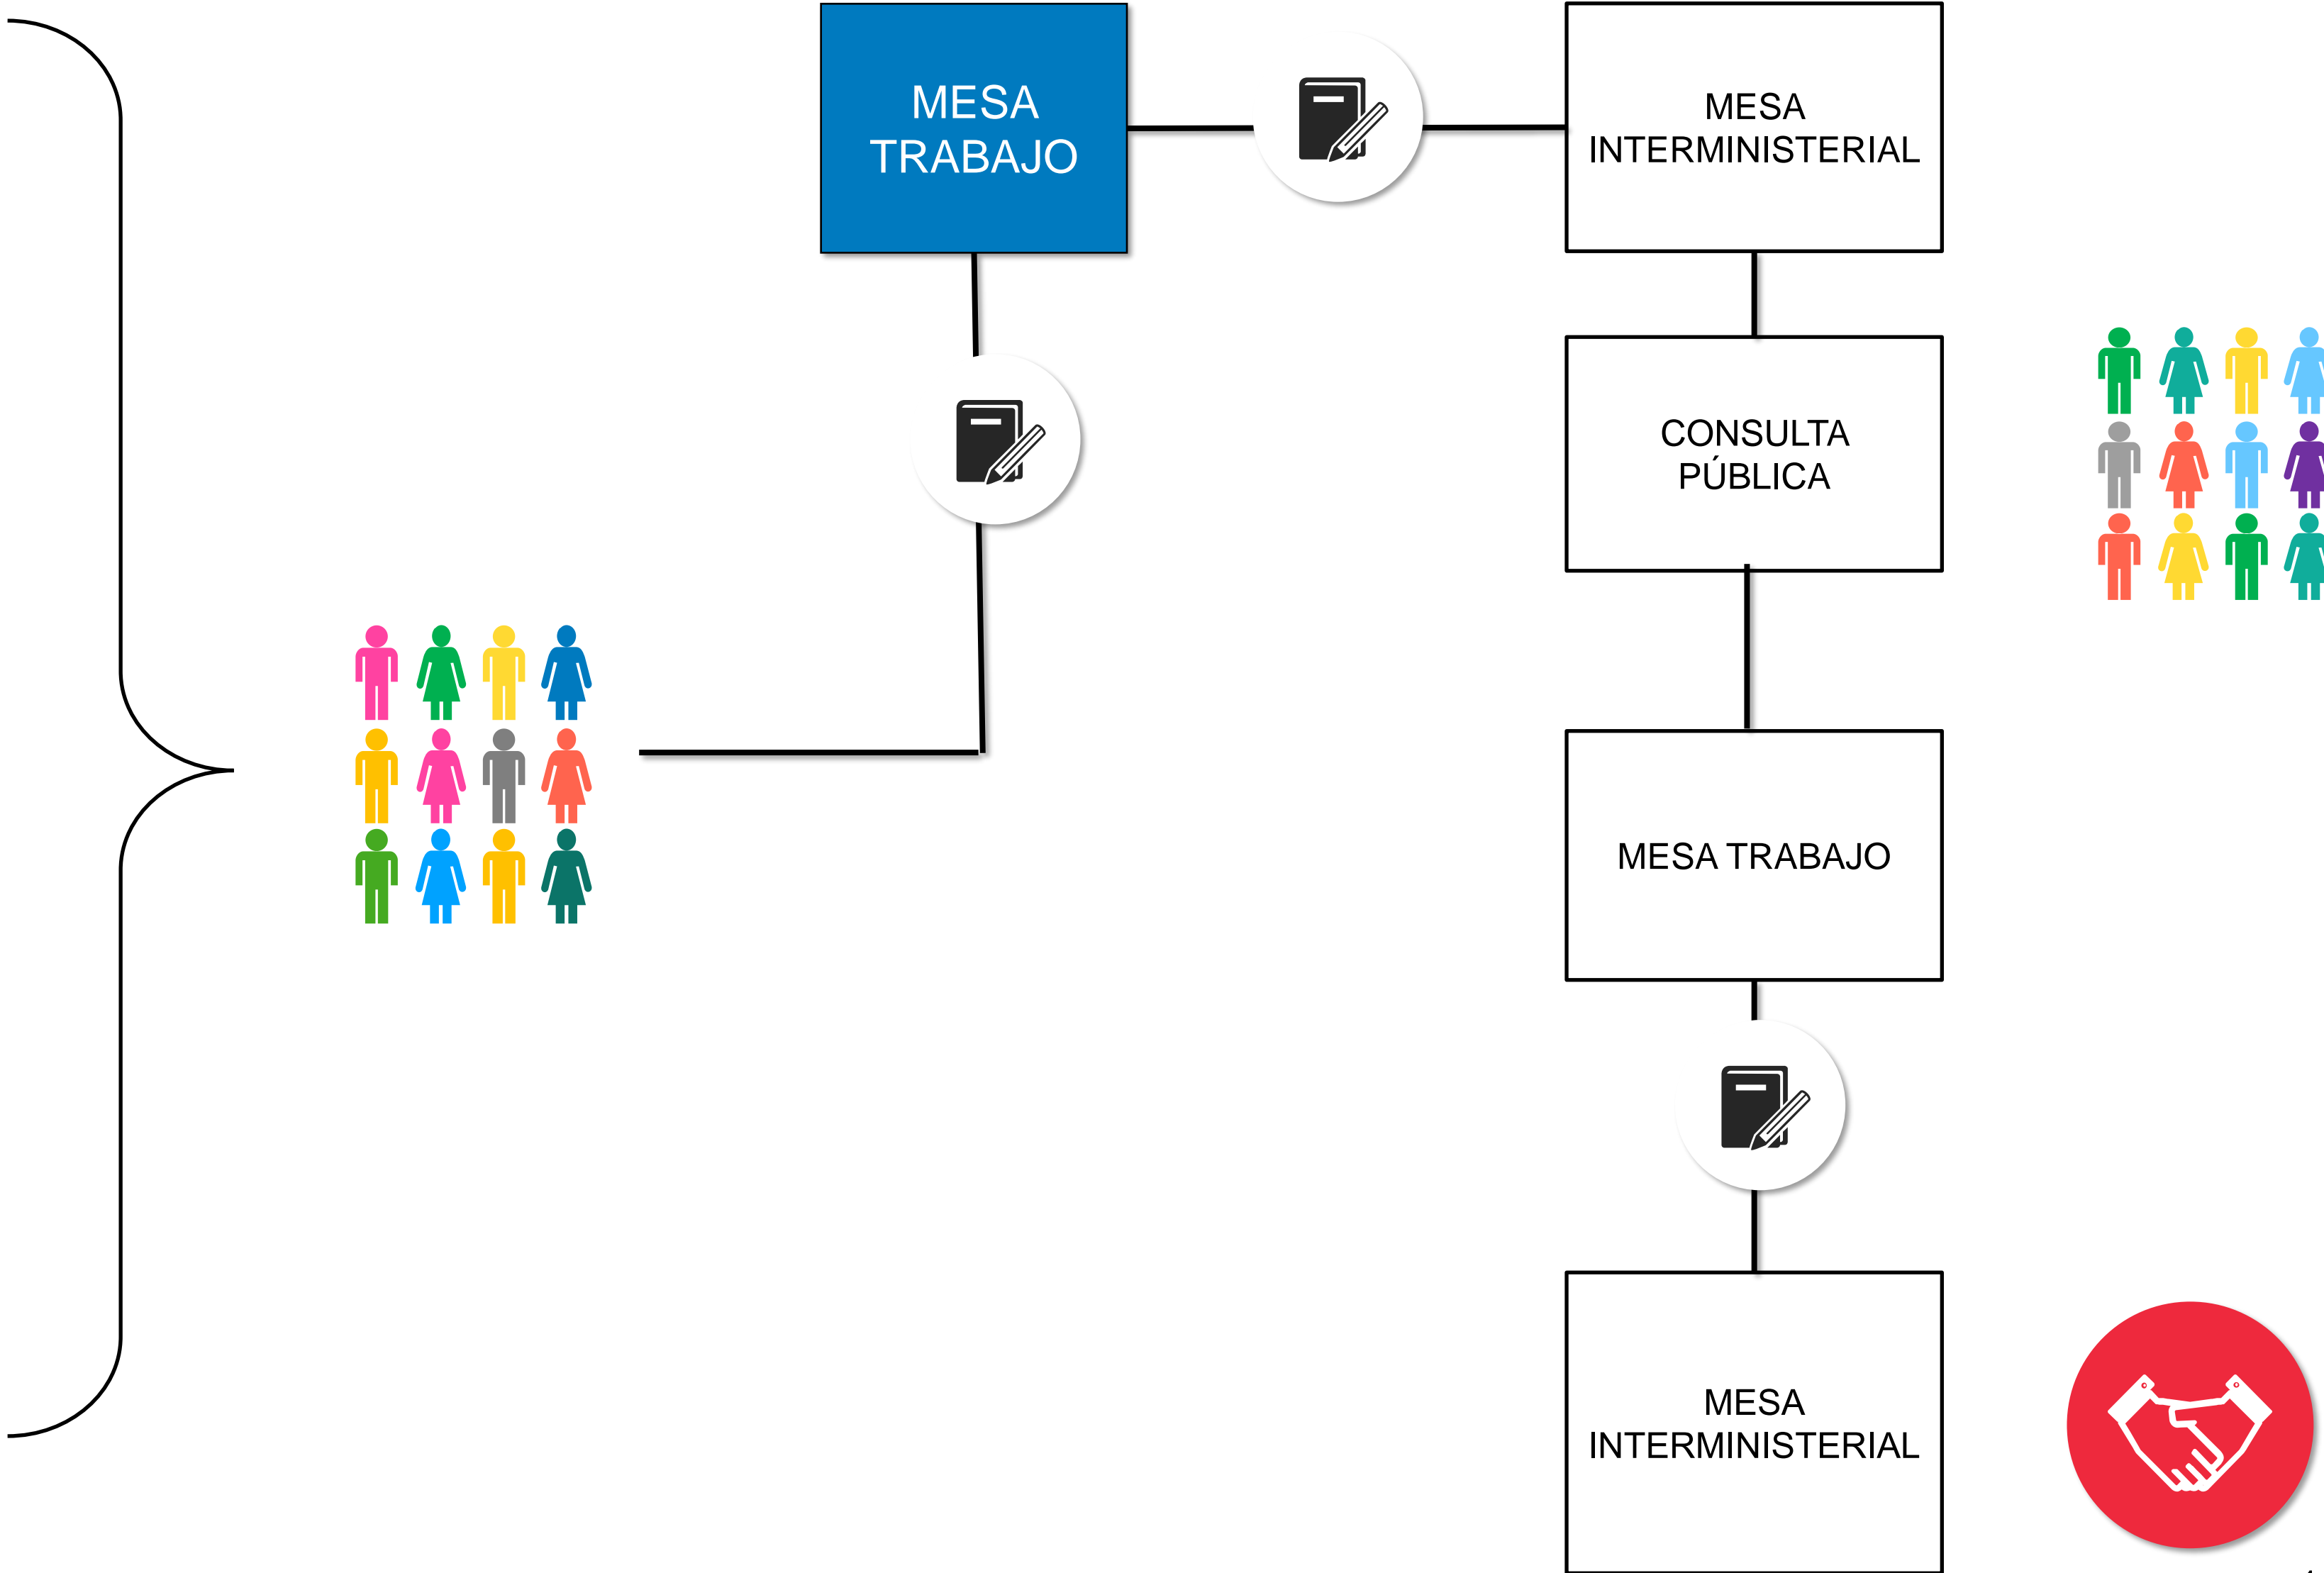 MESA
TRABAJO
MESA
INTERMINISTERIAL
CONSULTA
PÚBLICA
MESA TRABAJO
MESA
INTERMINISTERIAL